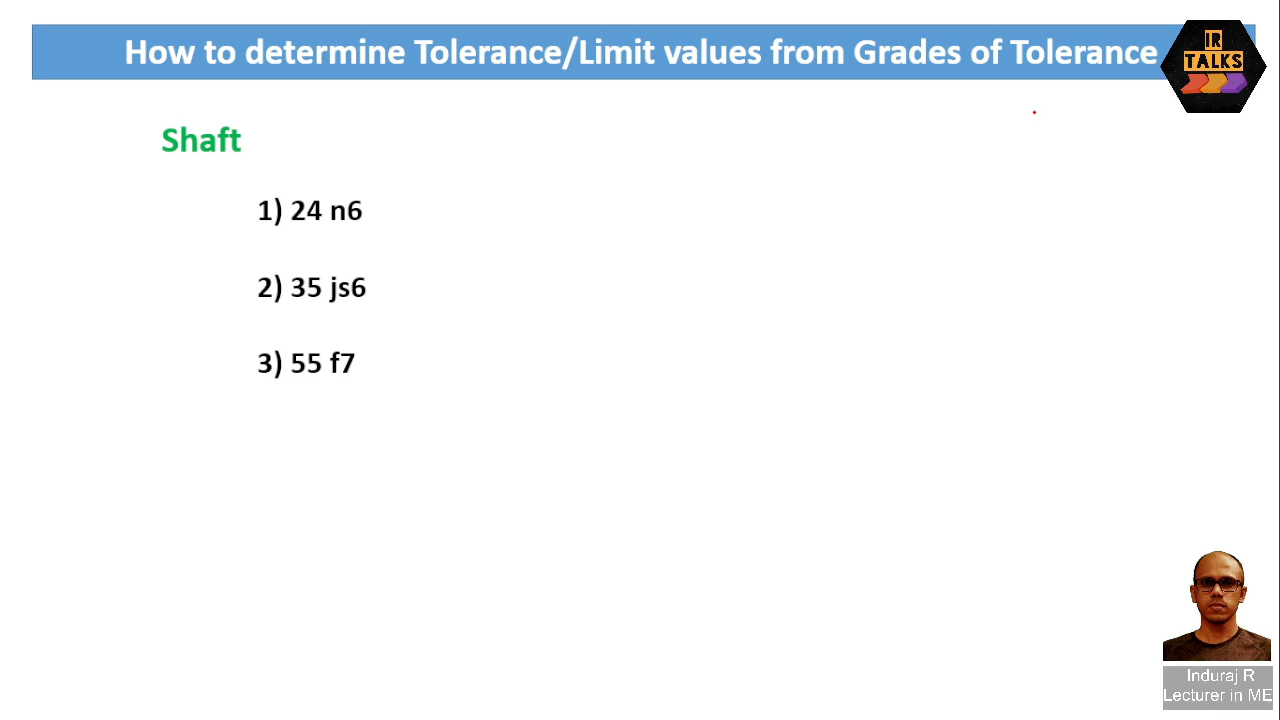 How to determine Tolerance/Limit values from Grades of Tolerance
IR
TALKS
Shaft
1) 24 n6
2) 35 js6
3) 55 f7
Induraj R
Lecturer in ME